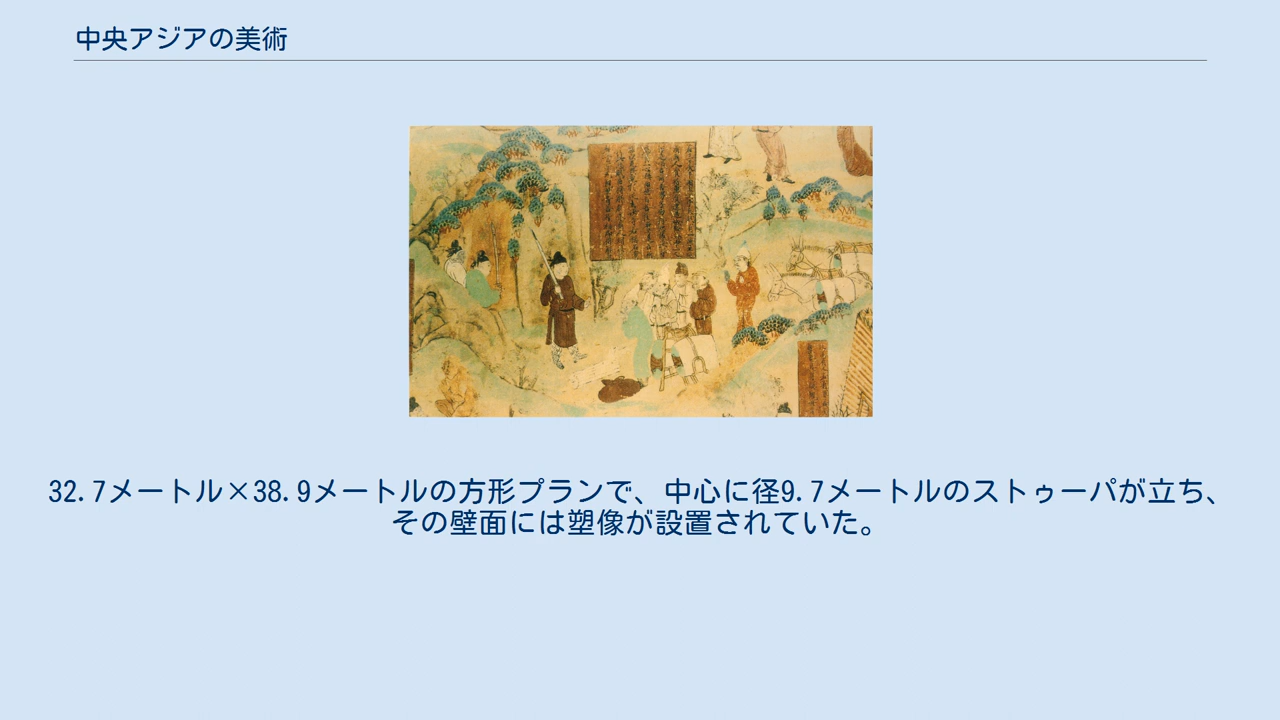 中央アジアの美術
32.7メートル×38.9メートルの方形プランで、中心に径9.7メートルのストゥーパが立ち、
その壁面には塑像が設置されていた。